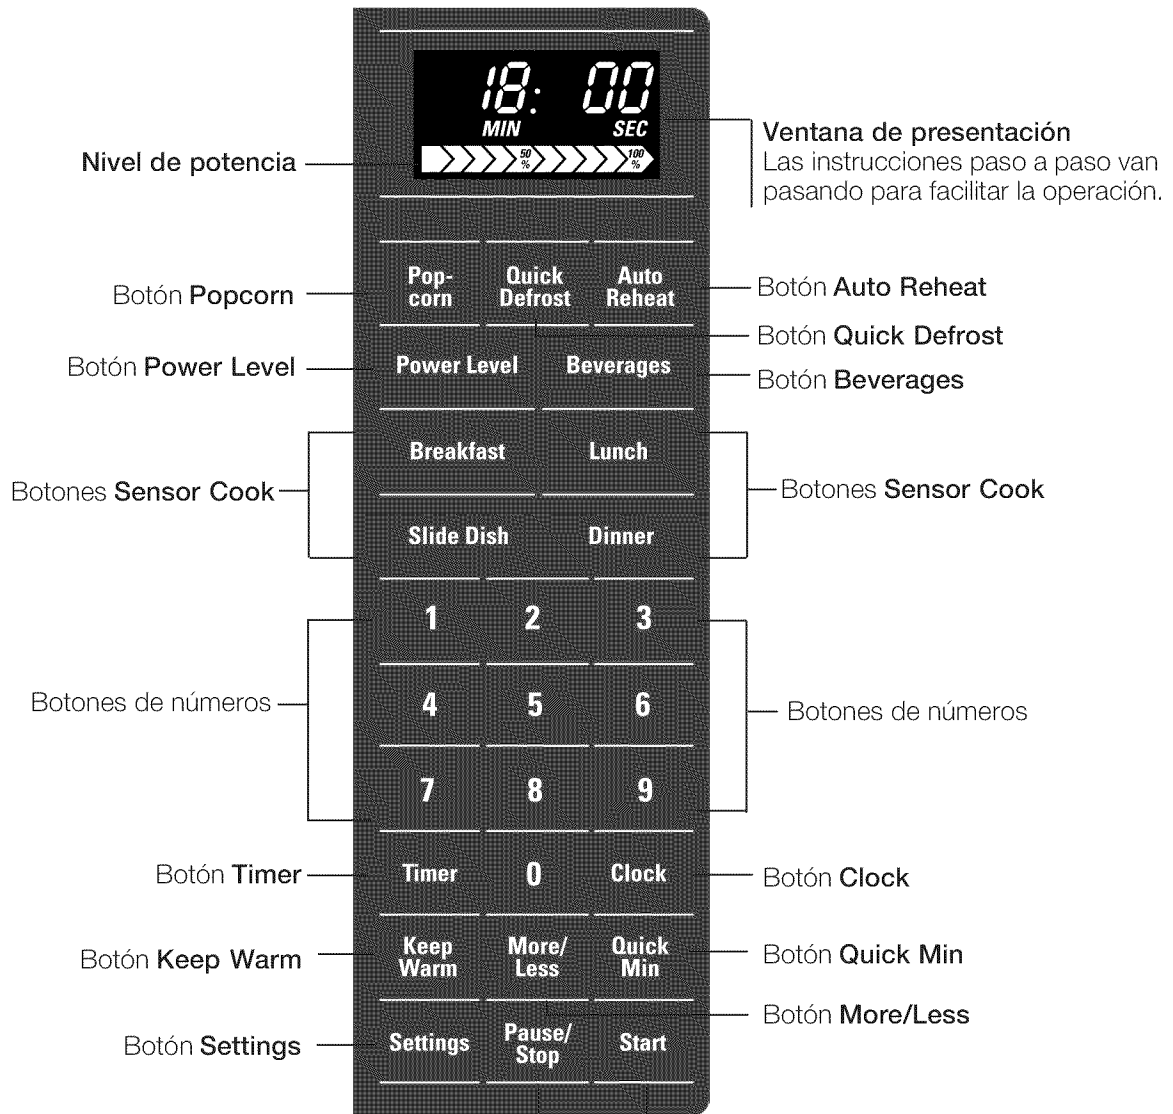 18: 00
MIN SEC
50 % 100 %
Nivel de potencia
Ventana de presentación
Las instrucciones paso a paso van
pasando para facilitar la operación.
Pop-
corn
Quick
Defrost
Auto
Reheat
Botón Popcorn
Botón Auto Reheat
Botón Quick Defrost
Botón Power Level
Power Level
Beverages
Botón Beverages
Breakfast
Lunch
Botones Sensor Cook
Botones Sensor Cook
Slide Dish
Dinner
1 2 3
Botones de números
4 5 6
Botones de números
7 8 9
Botón Timer
Timer
0
Clock
Botón Clock
Botón Keep Warm
Keep
Warm
More/
Less
Quick
Min
Botón Quick Min
Botón More/Less
Botón Settings
Settings
Pause/
Stop
Start